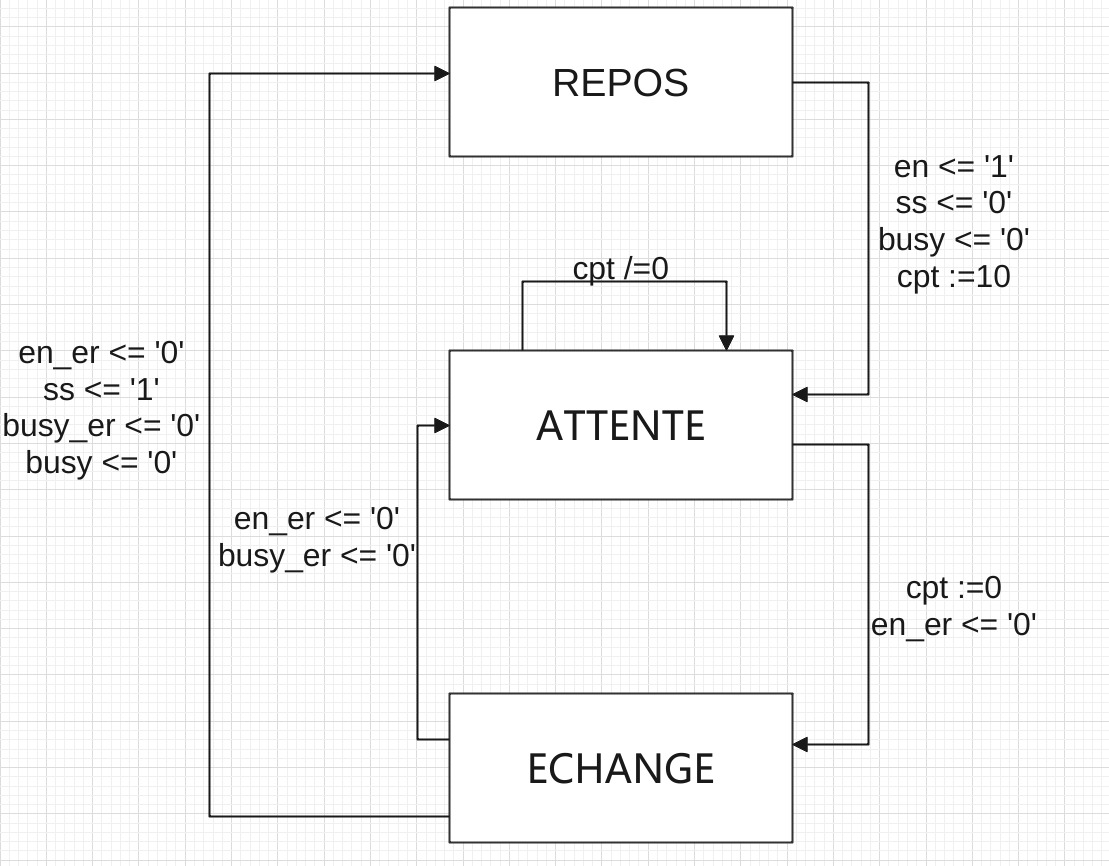 REPOS
en <= '1'
ss <= '0'
busy <= '0'
cpt :=10
cpt /=0
en_er <= '0'
ss <= '1'
busy_er <= '0'
busy <= '0'
ATTENTE
en_er <= '0'
busy_er <= '0'
cpt :=0
en_er <= '0'
ECHANGE